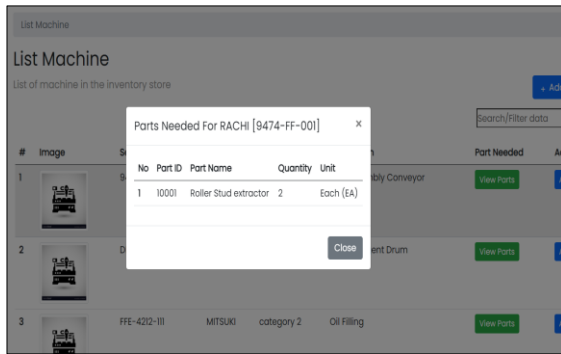 List Machine
List Machine
List of machine in the inventory store
+ Add
Search/Filter data
# Image Part Needed
Parts Needed For RACHI [9474-FF-001] ×
No Part ID Part Name Quantity Unit
1 10001 Roller Stud extractor 2 Each (EA)
Close
1 Conveyor View Parts
2 Drum View Parts
3 FFE-4212-111 MITSUKI category 2 Oil Filling View Parts